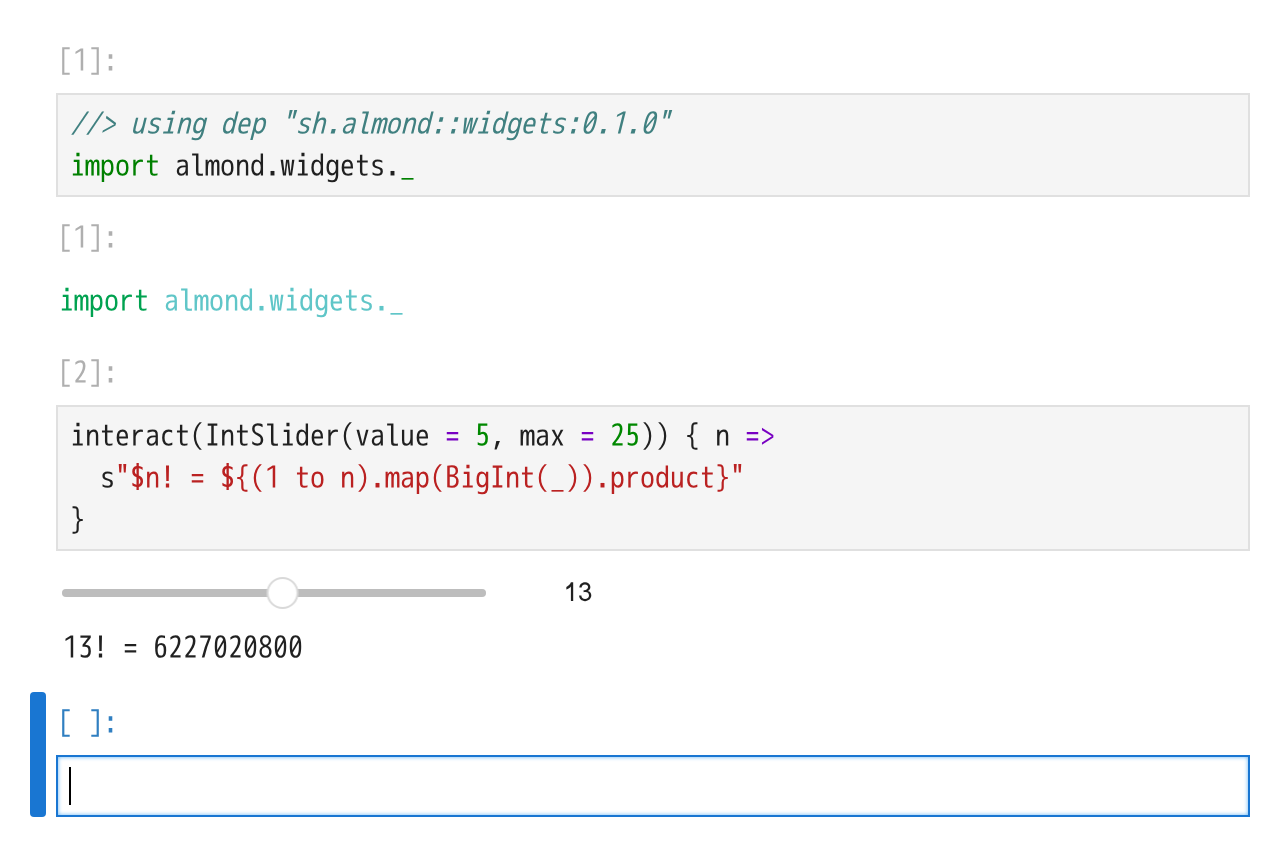 [1]:
//> using dep "sh.almond::widgets:0.1.0"
import almond.widgets._
[1]:
import almond.widgets._
[2]:
interact(IntSlider(value = 5, max = 25)) { n =>
  s"$n! = ${(1 to n).map(BigInt(_)).product}"
}
13
13! = 6227020800
[ ]: